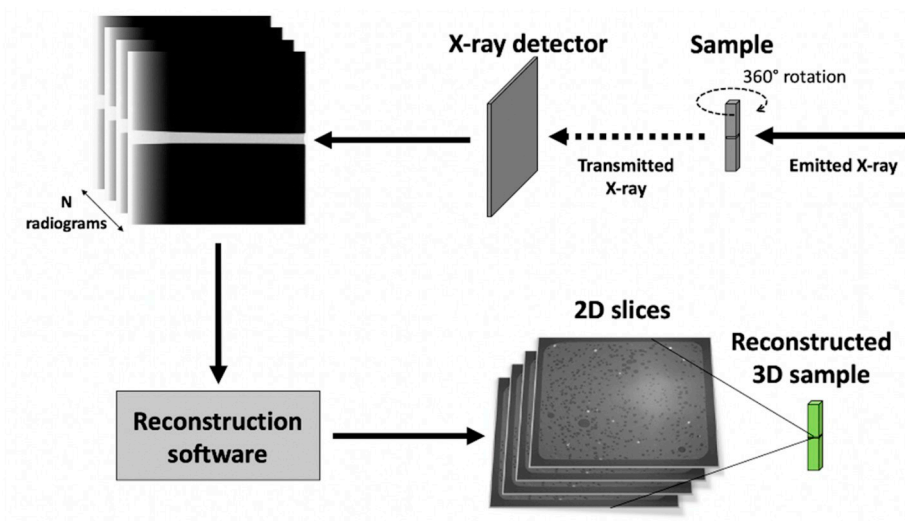 X-ray detector
Sample
360° rotation
Transmitted
X-ray
Emitted X-ray
N
radiograms
2D slices
Reconstructed
3D sample
Reconstruction
software